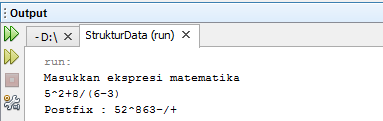 Output
-D:\
StrukturData (run)
run:
Masukkan ekspresi matematika
5^2+8/(6-3)
Postfix : 52^863-/+